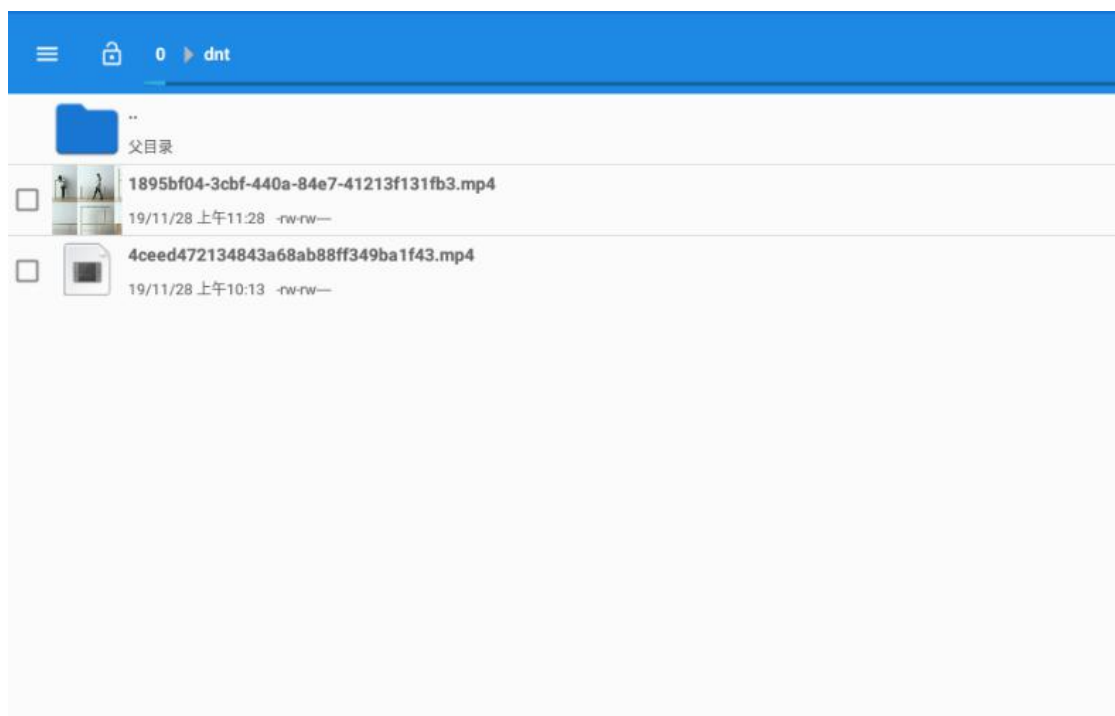 0 dnt
..
父目录
1895bf04-3cbf-440a-84e7-41213f131fb3.mp4
19/11/28 上午11:28 -rw-rw----
4ceed472134843a68ab88ff349ba1f43.mp4
19/11/28 上午10:13 -rw-rw----